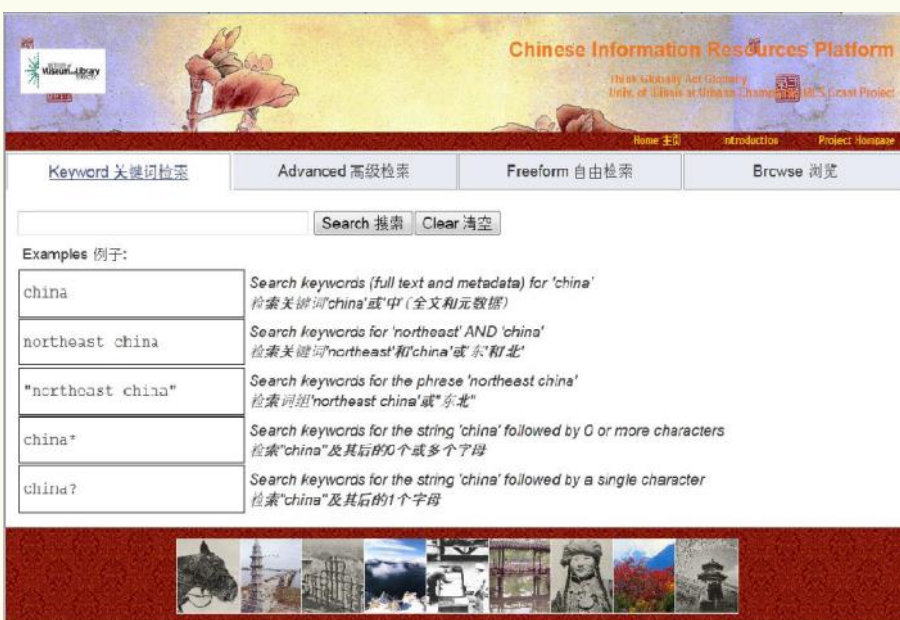 Museum and Library
Chinese Information Resources Platform
Think Globally Act Globally
Univ. of Illinois at Urbana Champaign IMLS Grant Project
Home 主页 Introduction Project Homepage
Keyword 关键词检索 Advanced 高级检索 Freeform 自由检索 Browse 浏览
Search 搜索 Clear 清空
Examples 例子:
china Search keywords (full text and metadata) for 'china'
检索关键词'china'或'中'(全文和元数据)
northeast china Search keywords for 'northeast' AND 'china'
检索关键词'northeast'和'china'或'东'和'北'
"northeast china" Search keywords for the phrase 'northeast china'
检索词组'northeast china'或"东北"
china* Search keywords for the string 'china' followed by 0 or more characters
检索"china"及其后的0个或多个字母
china? Search keywords for the string 'china' followed by a single character
检索"china"及其后的1个字母